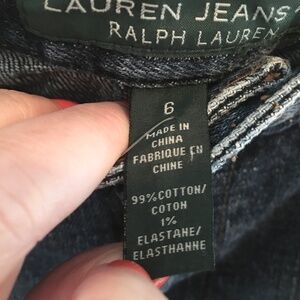 LAUREN JEANS
RALPH LAUREN
6
MADE IN
CHINA
FABRIQUE EN
CHINE
99% COTTON/
COTON
1%
ELASTANE/
ELASTHANNE